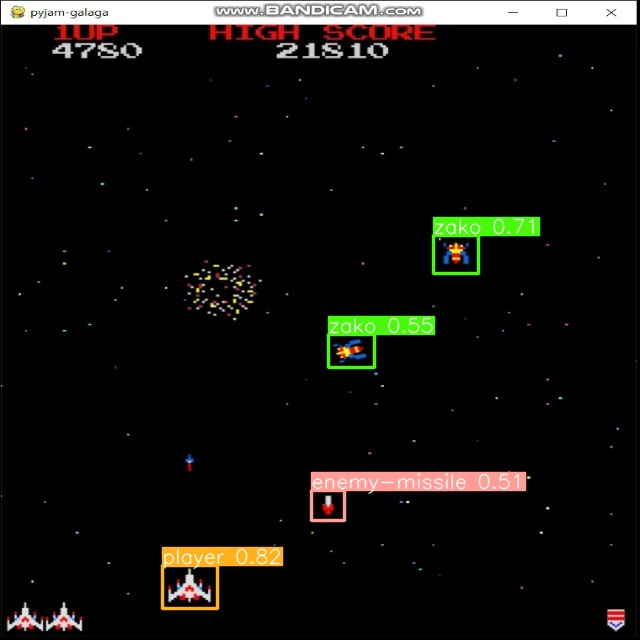 pyjam-galaga
www.BANDICAM.com
1UP HIGH SCORE
4780 21810
zako 0.71
zako 0.55
enemy-missile 0.51
player 0.82